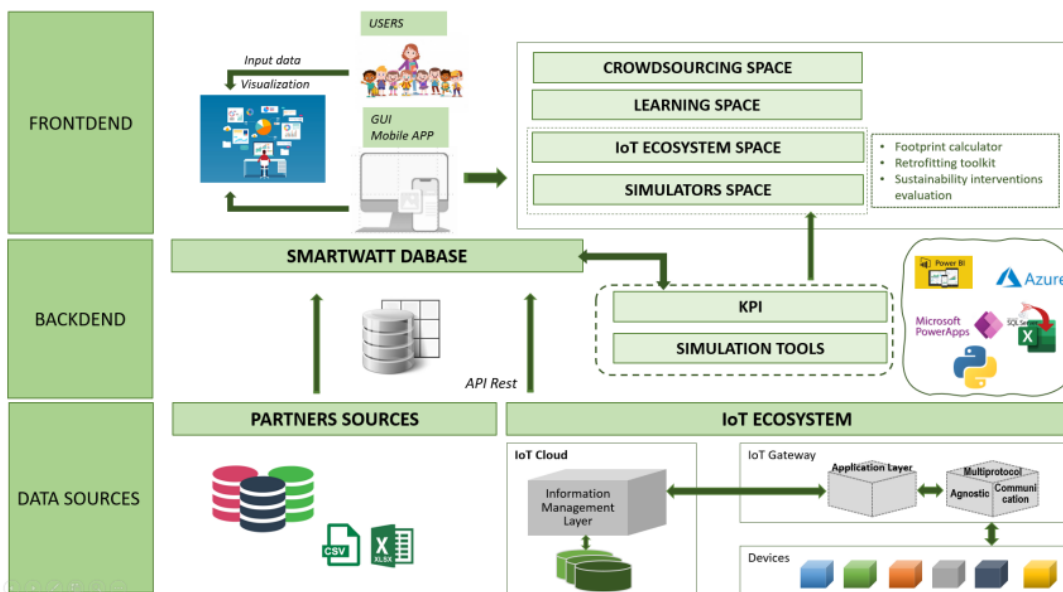 FRONTDEND
USERS
Input data
Visualization
GUI
Mobile APP
CROWDSOURCING SPACE
LEARNING SPACE
IoT ECOSYSTEM SPACE
SIMULATORS SPACE
• Footprint calculator
• Retrofitting toolkit
• Sustainability interventions
evaluation
BACKDEND
SMARTWATT DABASE
KPI
SIMULATION TOOLS
API Rest
Power BI
Azure
Microsoft
PowerApps
SQL Server
X
DATA SOURCES
PARTNERS SOURCES
CSV
X
XLSX
IoT ECOSYSTEM
IoT Cloud
Information
Management
Layer
IoT Gateway
Application Layer
Multiprotocol
Agnostic
Communi
cation
Devices